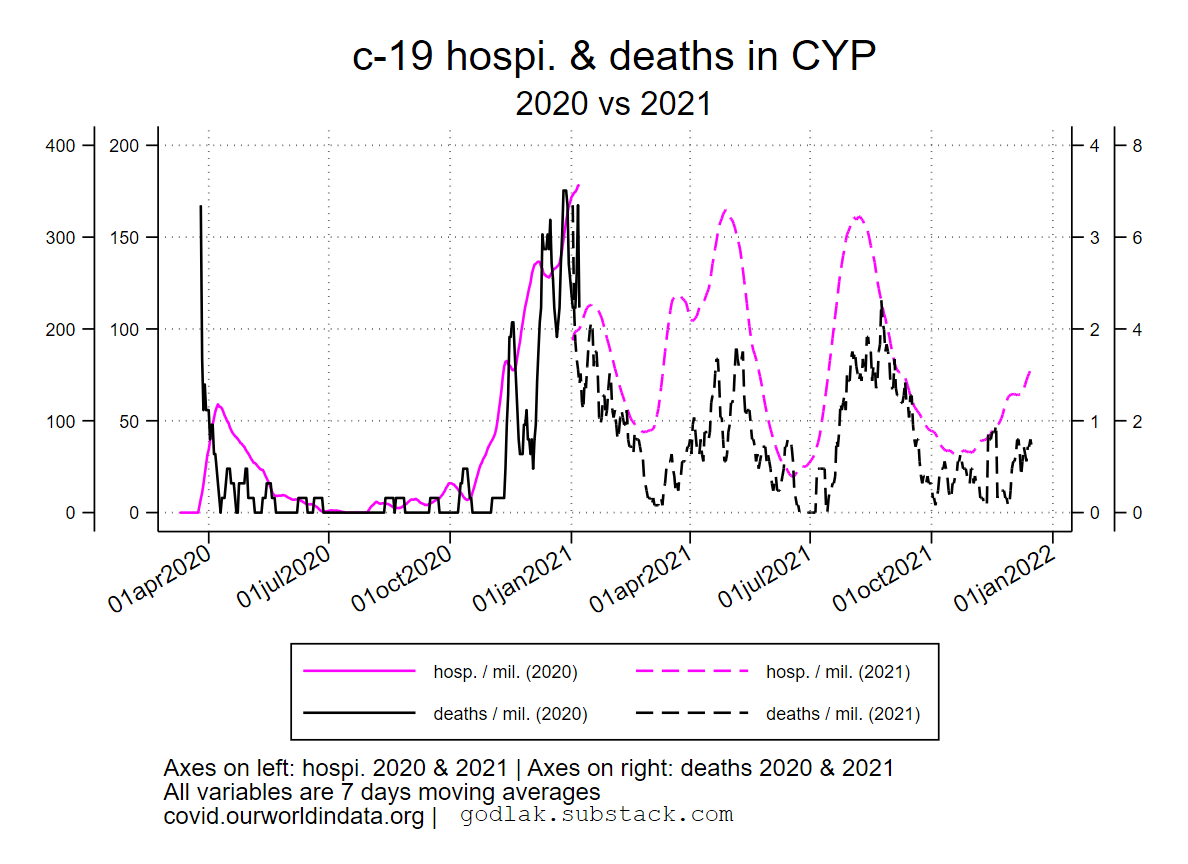 c-19 hospi. & deaths in CYP
2020 vs 2021
400 200 4 8
300 150 3 6
200 100 2 4
100 50 1 2
0 0 0 0
01apr2020 01jul2020 01oct2020 01jan2021 01apr2021 01jul2021 01oct2021 01jan2022
hosp. / mil. (2020) hosp. / mil. (2021)
deaths / mil. (2020) deaths / mil. (2021)
Axes on left: hospi. 2020 & 2021 | Axes on right: deaths 2020 & 2021
All variables are 7 days moving averages
covid.ourworldindata.org | godlak.substack.com